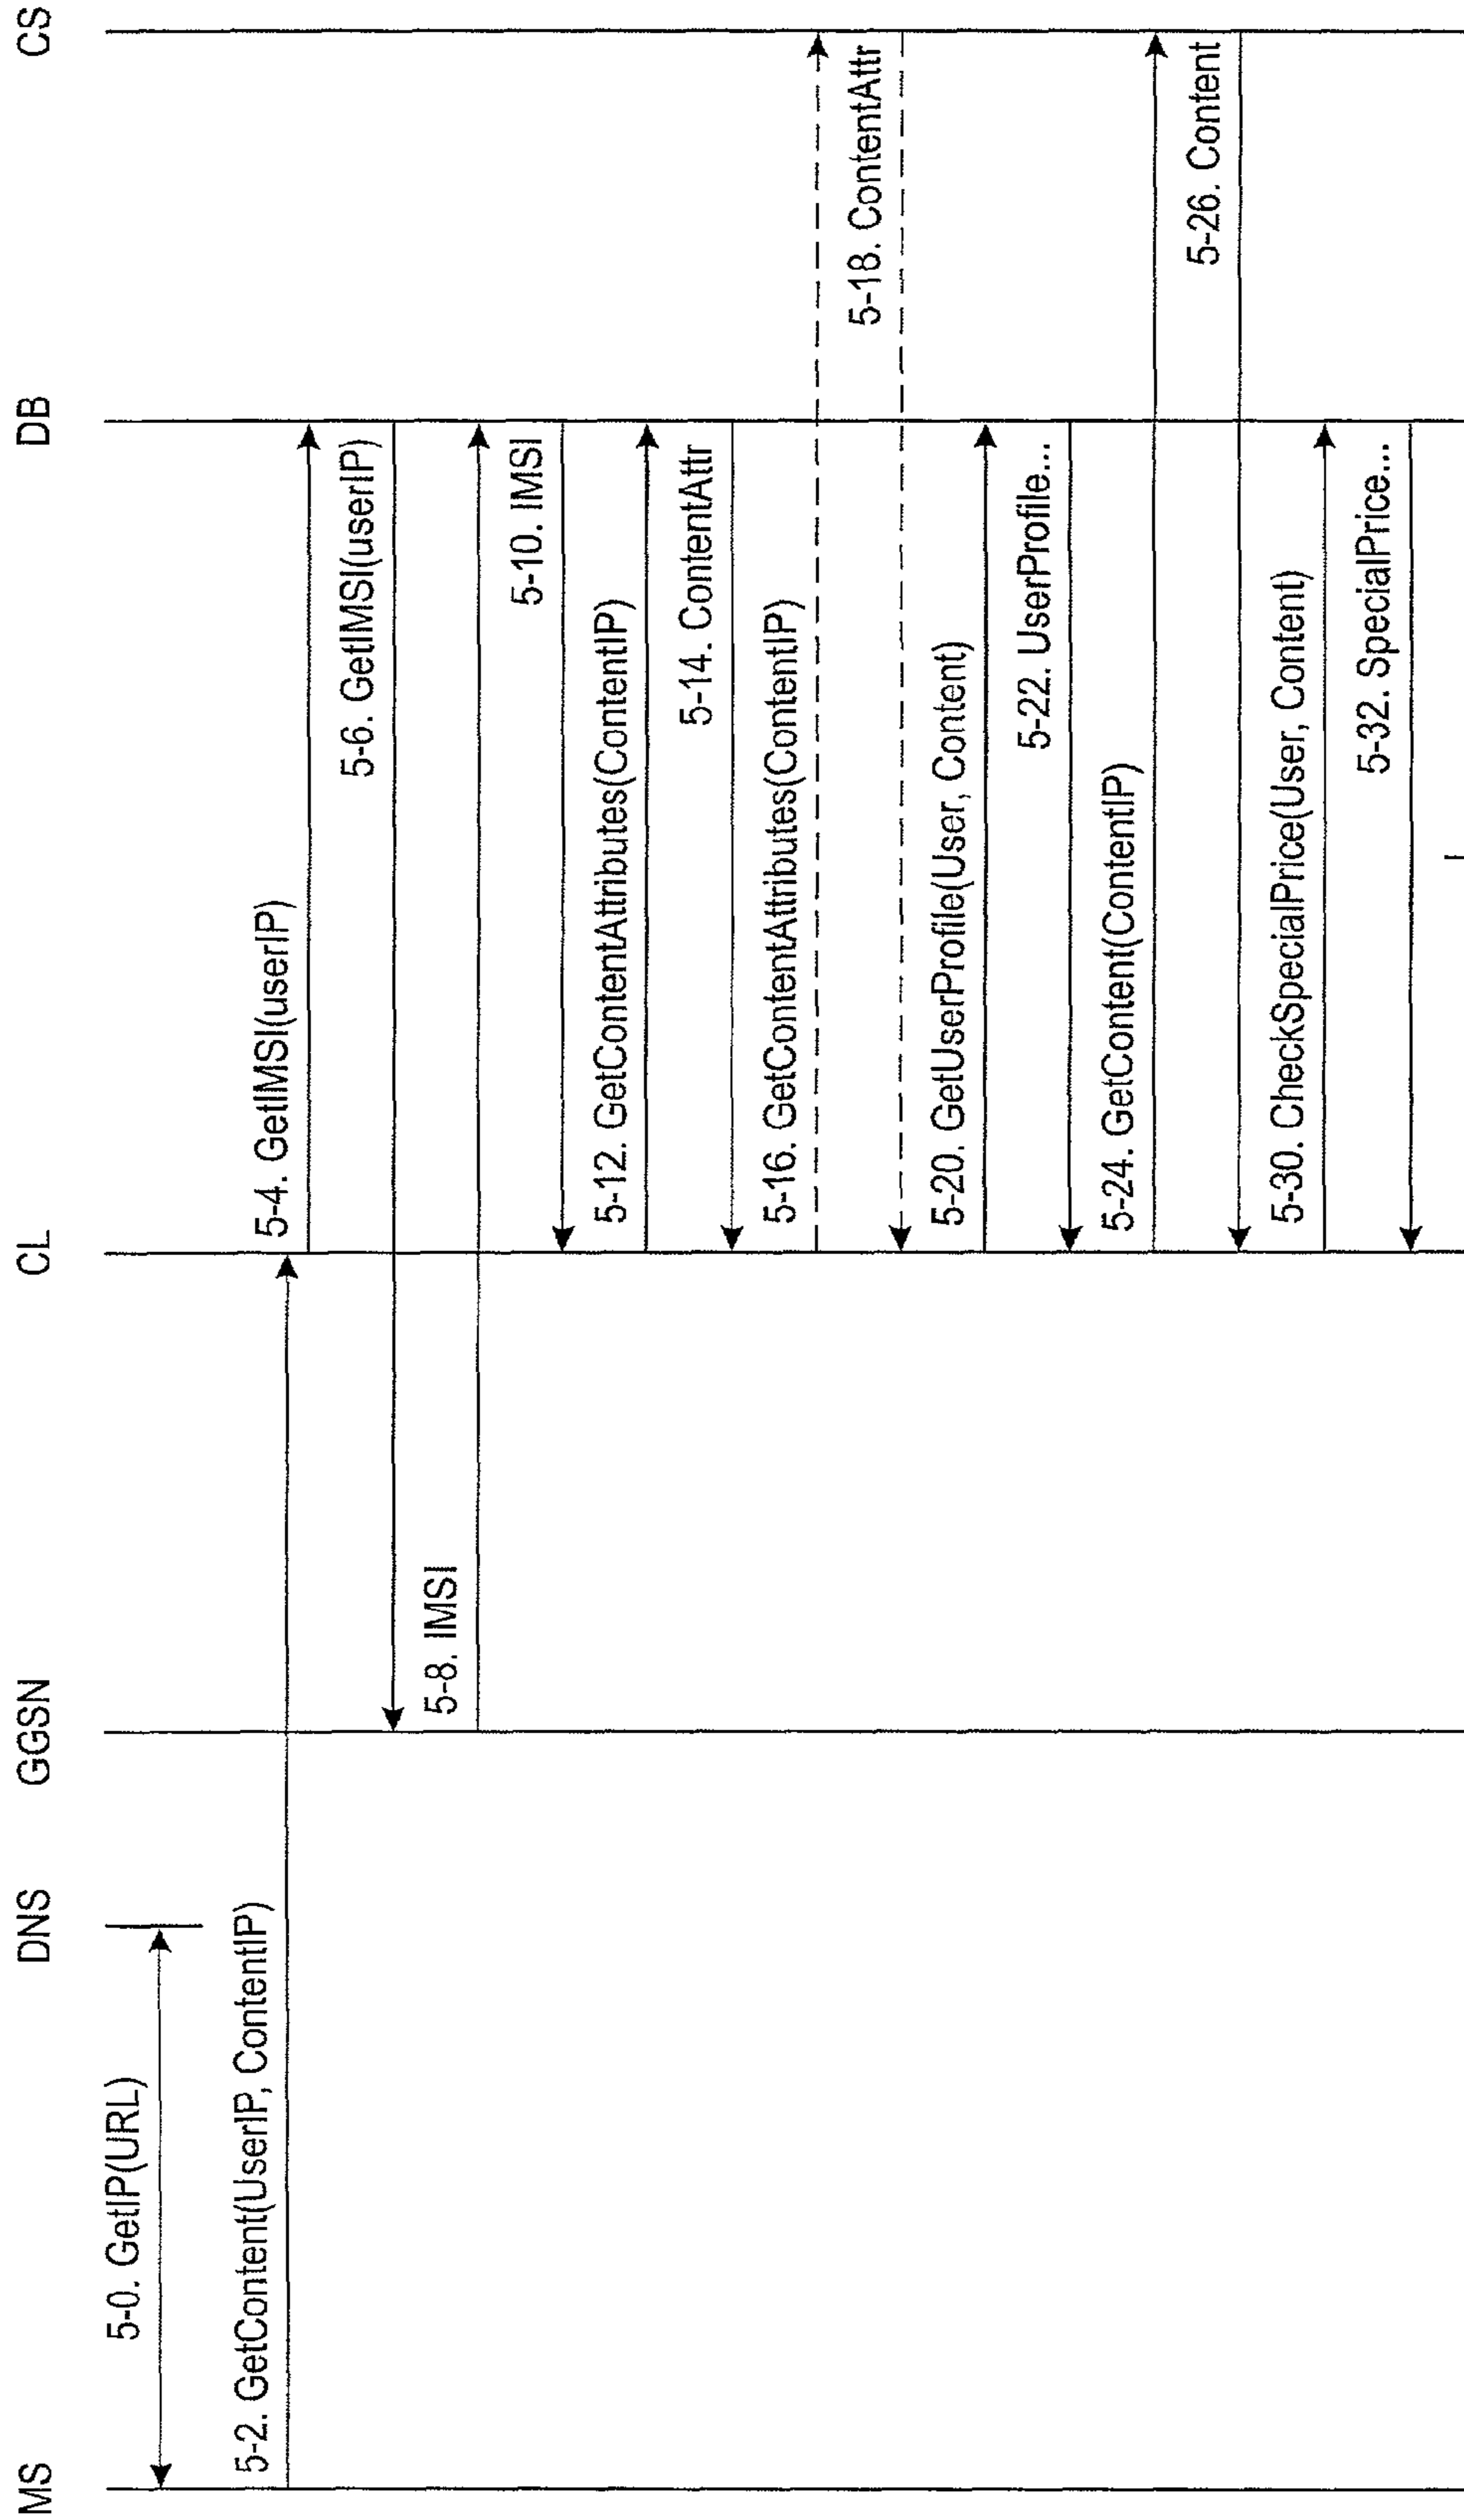 MS
DNS
GGSN
CL
DB
CS
5-0. GetIP(URL)
5-2. GetContent(UserIP, ContentIP)
5-4. GetIMSI(userIP)
5-6. GetIMSI(userIP)
5-8. IMSI
5-10. IMSI
5-12. GetContentAttributes(ContentIP)
5-14. ContentAttr
5-16. GetContentAttributes(ContentIP)
5-18. ContentAttr
5-20. GetUserProfile(User, Content)
5-22. UserProfile...
5-24. GetContent(ContentIP)
5-26. Content
5-30. CheckSpecialPrice(User, Content)
5-32. SpecialPrice...